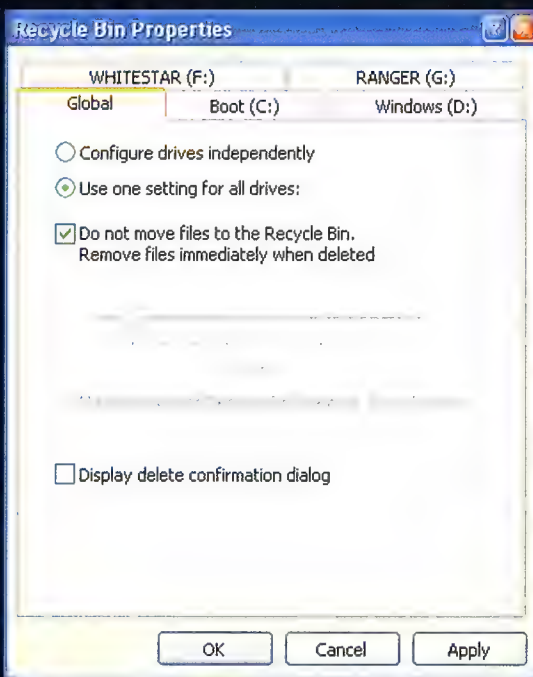 Recycle Bin Properties
WHITESTAR (F:) RANGER (G:)
Global Boot (C:) Windows (D:)
Configure drives independently
Use one setting for all drives:
Do not move files to the Recycle Bin.
Remove files immediately when deleted
Display delete confirmation dialog
OK Cancel Apply